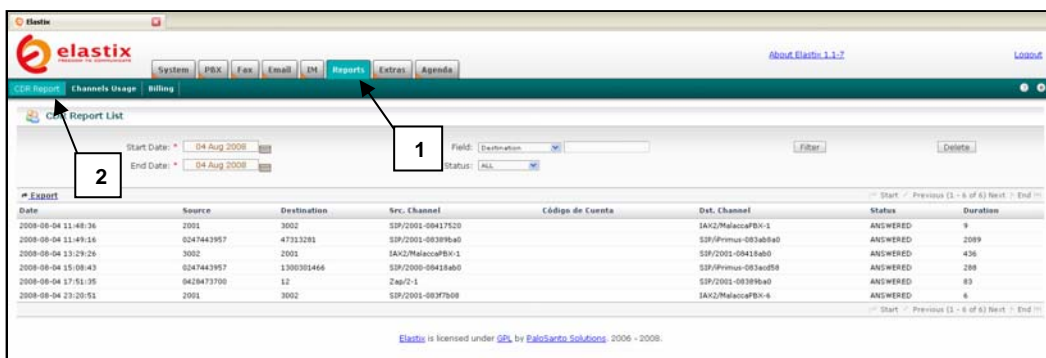 Elastix
elastix
FREEDOM TO COMMUNICATE
About Elastix 1.1-7
Logout
System PBX Fax Email IM Reports Extras Agenda
CDR Report Channels Usage Billing
CDR Report List
Start Date: * 04 Aug 2008
Field: Destination
Filter
Delete
End Date: * 04 Aug 2008
Status: ALL
1
2
Export
Start Previous (1 - 6 of 6) Next End
Date Source Destination Src. Channel Código de Cuenta Dst. Channel Status Duration
2008-08-04 11:48:36 2001 3002 SIP/2001-08417520 IAX2/MalaccaPBX-1 ANSWERED 9
2008-08-04 11:49:16 0247443957 47313281 SIP/2001-08389ba0 SIP/iPrimus-083ab8a0 ANSWERED 2089
2008-08-04 13:29:26 3002 2001 IAX2/MalaccaPBX-1 SIP/2001-08418ab0 ANSWERED 436
2008-08-04 15:08:43 0247443957 1300301466 SIP/2000-08418ab0 SIP/iPrimus-083acd58 ANSWERED 288
2008-08-04 17:51:35 0428473700 12 Zap/2-1 SIP/2001-08389ba0 ANSWERED 83
2008-08-04 23:20:51 2001 3002 SIP/2001-083f7b08 IAX2/MalaccaPBX-6 ANSWERED 6
Start Previous (1 - 6 of 6) Next End
Elastix is licensed under GPL by PaloSanto Solutions. 2006 - 2008.